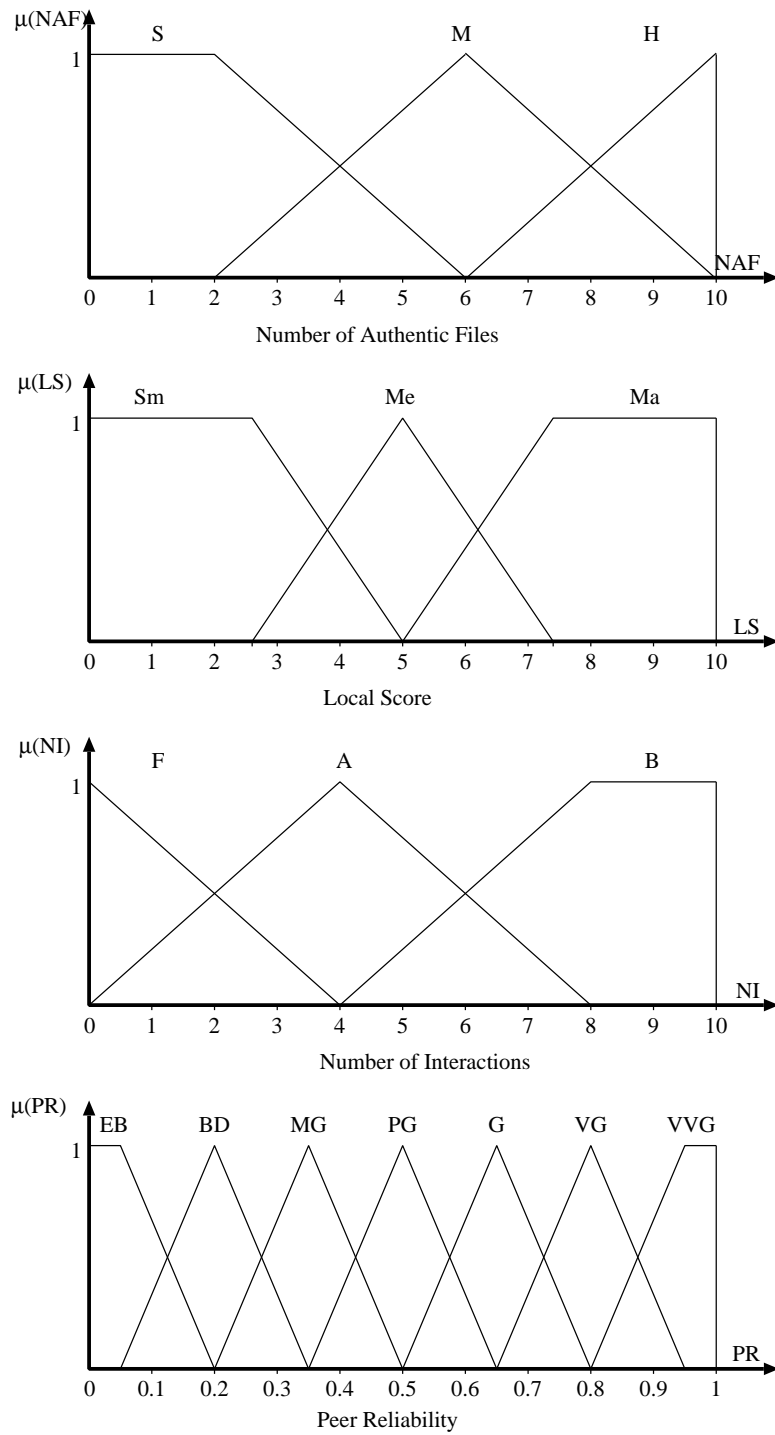 μ(NAF)
S M H
1
NAF
0 1 2 3 4 5 6 7 8 9 10
Number of Authentic Files
μ(LS)
Sm Me Ma
1
LS
0 1 2 3 4 5 6 7 8 9 10
Local Score
μ(NI)
F A B
1
NI
0 1 2 3 4 5 6 7 8 9 10
Number of Interactions
μ(PR)
EB BD MG PG G VG VVG
1
PR
0 0.1 0.2 0.3 0.4 0.5 0.6 0.7 0.8 0.9 1
Peer Reliability